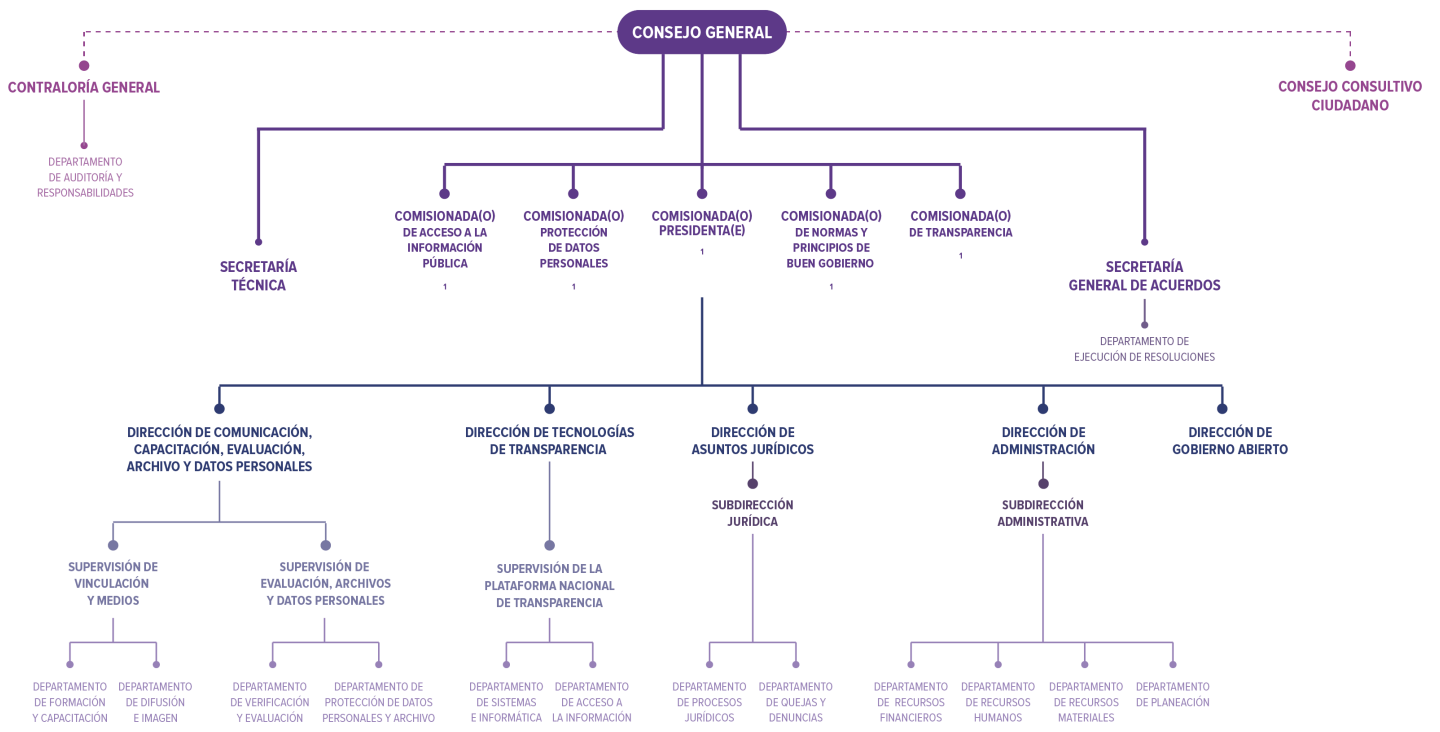 CONSEJO GENERAL
CONTRALORÍA GENERAL
DEPARTAMENTO
DE AUDITORÍA Y
RESPONSABILIDADES
CONSEJO CONSULTIVO
CIUDADANO
COMISIONADA(O)
DE ACCESO A LA
INFORMACIÓN
PÚBLICA
1
COMISIONADA(O)
PROTECCIÓN
DE DATOS
PERSONALES
1
COMISIONADA(O)
PRESIDENTA(E)
1
COMISIONADA(O)
DE NORMAS Y
PRINCIPIOS DE
BUEN GOBIERNO
1
COMISIONADA(O)
DE TRANSPARENCIA
1
SECRETARÍA
TÉCNICA
SECRETARÍA
GENERAL DE ACUERDOS
DEPARTAMENTO DE
EJECUCIÓN DE RESOLUCIONES
DIRECCIÓN DE COMUNICACIÓN,
CAPACITACIÓN, EVALUACIÓN,
ARCHIVO Y DATOS PERSONALES
DIRECCIÓN DE TECNOLOGÍAS
DE TRANSPARENCIA
DIRECCIÓN DE
ASUNTOS JURÍDICOS
DIRECCIÓN DE
ADMINISTRACIÓN
DIRECCIÓN DE
GOBIERNO ABIERTO
SUBDIRECCIÓN
JURÍDICA
SUBDIRECCIÓN
ADMINISTRATIVA
SUPERVISIÓN DE
VINCULACIÓN
Y MEDIOS
SUPERVISIÓN DE
EVALUACIÓN, ARCHIVOS
Y DATOS PERSONALES
SUPERVISIÓN DE LA
PLATAFORMA NACIONAL
DE TRANSPARENCIA
DEPARTAMENTO
DE FORMACIÓN
Y CAPACITACIÓN
DEPARTAMENTO
DE DIFUSIÓN
E IMAGEN
DEPARTAMENTO
DE VERIFICACIÓN
Y EVALUACIÓN
DEPARTAMENTO DE
PROTECCIÓN DE DATOS
PERSONALES Y ARCHIVO
DEPARTAMENTO
DE SISTEMAS
E INFORMÁTICA
DEPARTAMENTO
DE ACCESO A
LA INFORMACIÓN
DEPARTAMENTO
DE PROCESOS
JURÍDICOS
DEPARTAMENTO
DE QUEJAS Y
DENUNCIAS
DEPARTAMENTO
DE RECURSOS
FINANCIEROS
DEPARTAMENTO
DE RECURSOS
HUMANOS
DEPARTAMENTO
DE RECURSOS
MATERIALES
DEPARTAMENTO
DE PLANEACIÓN